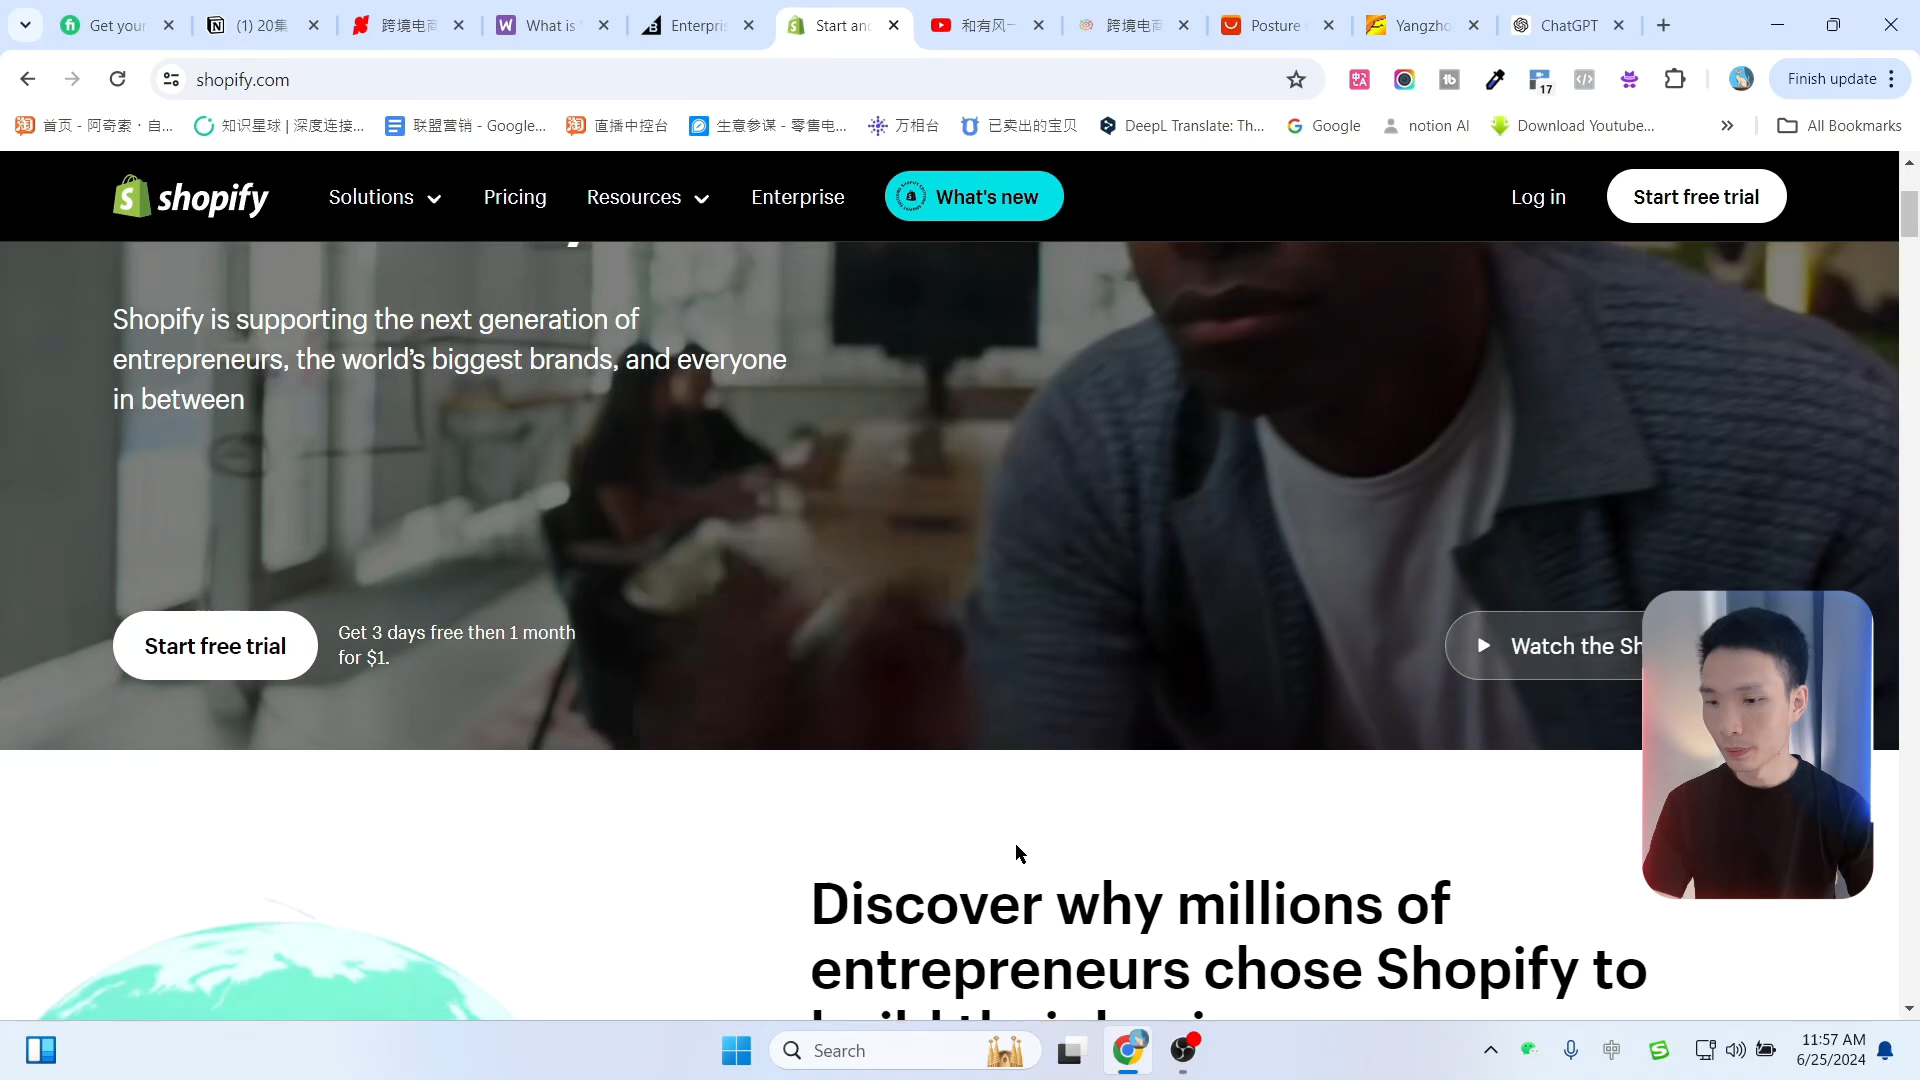 Get your
(1) 20集
跨境电商
What is
Enterpris
Start and
和有风一
跨境电商
Posture
Yangzho
ChatGPT
shopify.com
17
Finish update
首页 - 阿奇索 · 自...
知识星球 | 深度连接...
联盟营销 - Google...
直播中控台
生意参谋 - 零售电...
万相台
已卖出的宝贝
DeepL Translate: Th...
Google
notion AI
Download Youtube...
All Bookmarks
shopify
Solutions
Pricing
Resources
Enterprise
What's new
Log in
Start free trial
Shopify is supporting the next generation of
entrepreneurs, the world's biggest brands, and everyone
in between
Start free trial
Get 3 days free then 1 month
for $1.
Watch the Sh
Discover why millions of
entrepreneurs chose Shopify to
Search
中
11:57 AM
6/25/2024